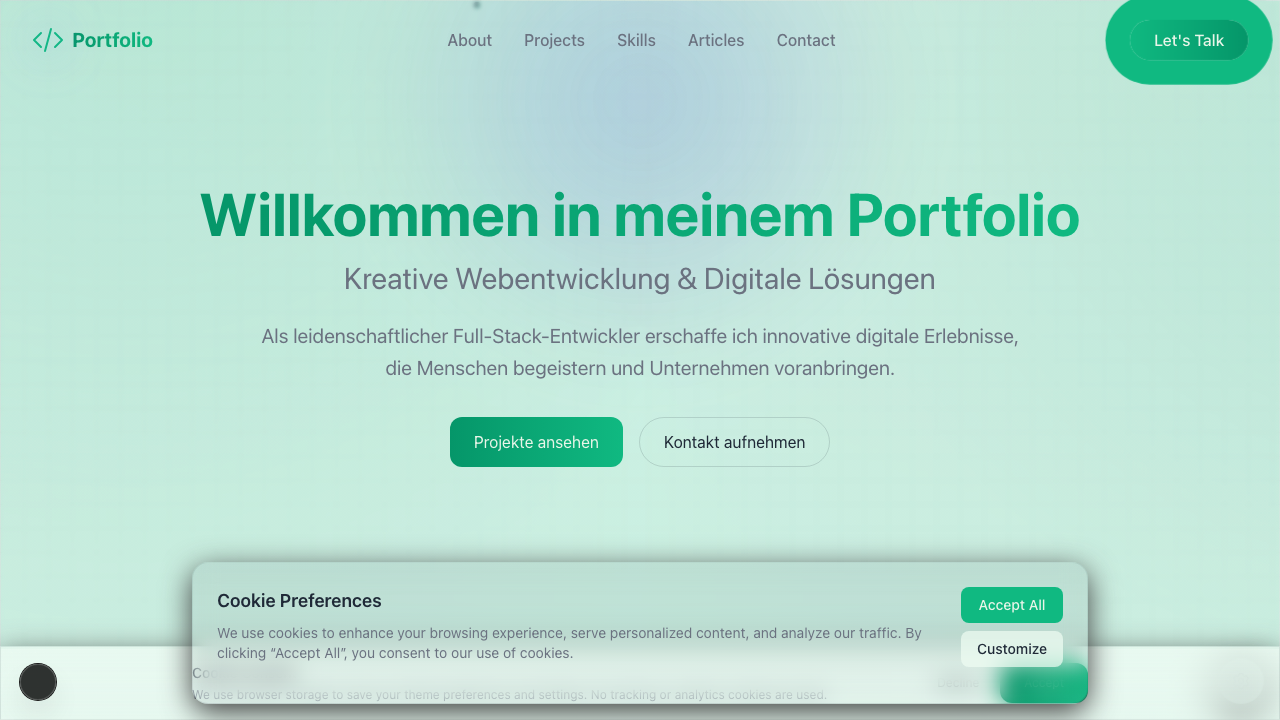 Portfolio
About
Projects
Skills
Articles
Contact
Let's Talk
Willkommen in meinem Portfolio
Kreative Webentwicklung & Digitale Lösungen
Als leidenschaftlicher Full-Stack-Entwickler erschaffe ich innovative digitale Erlebnisse,
die Menschen begeistern und Unternehmen voranbringen.
Projekte ansehen
Kontakt aufnehmen
Cookie Preferences
We use cookies to enhance your browsing experience, serve personalized content, and analyze our traffic. By
clicking “Accept All”, you consent to our use of cookies.
Accept All
Customize
We use browser storage to save your theme preferences and settings. No tracking or analytics cookies are used.
Decline